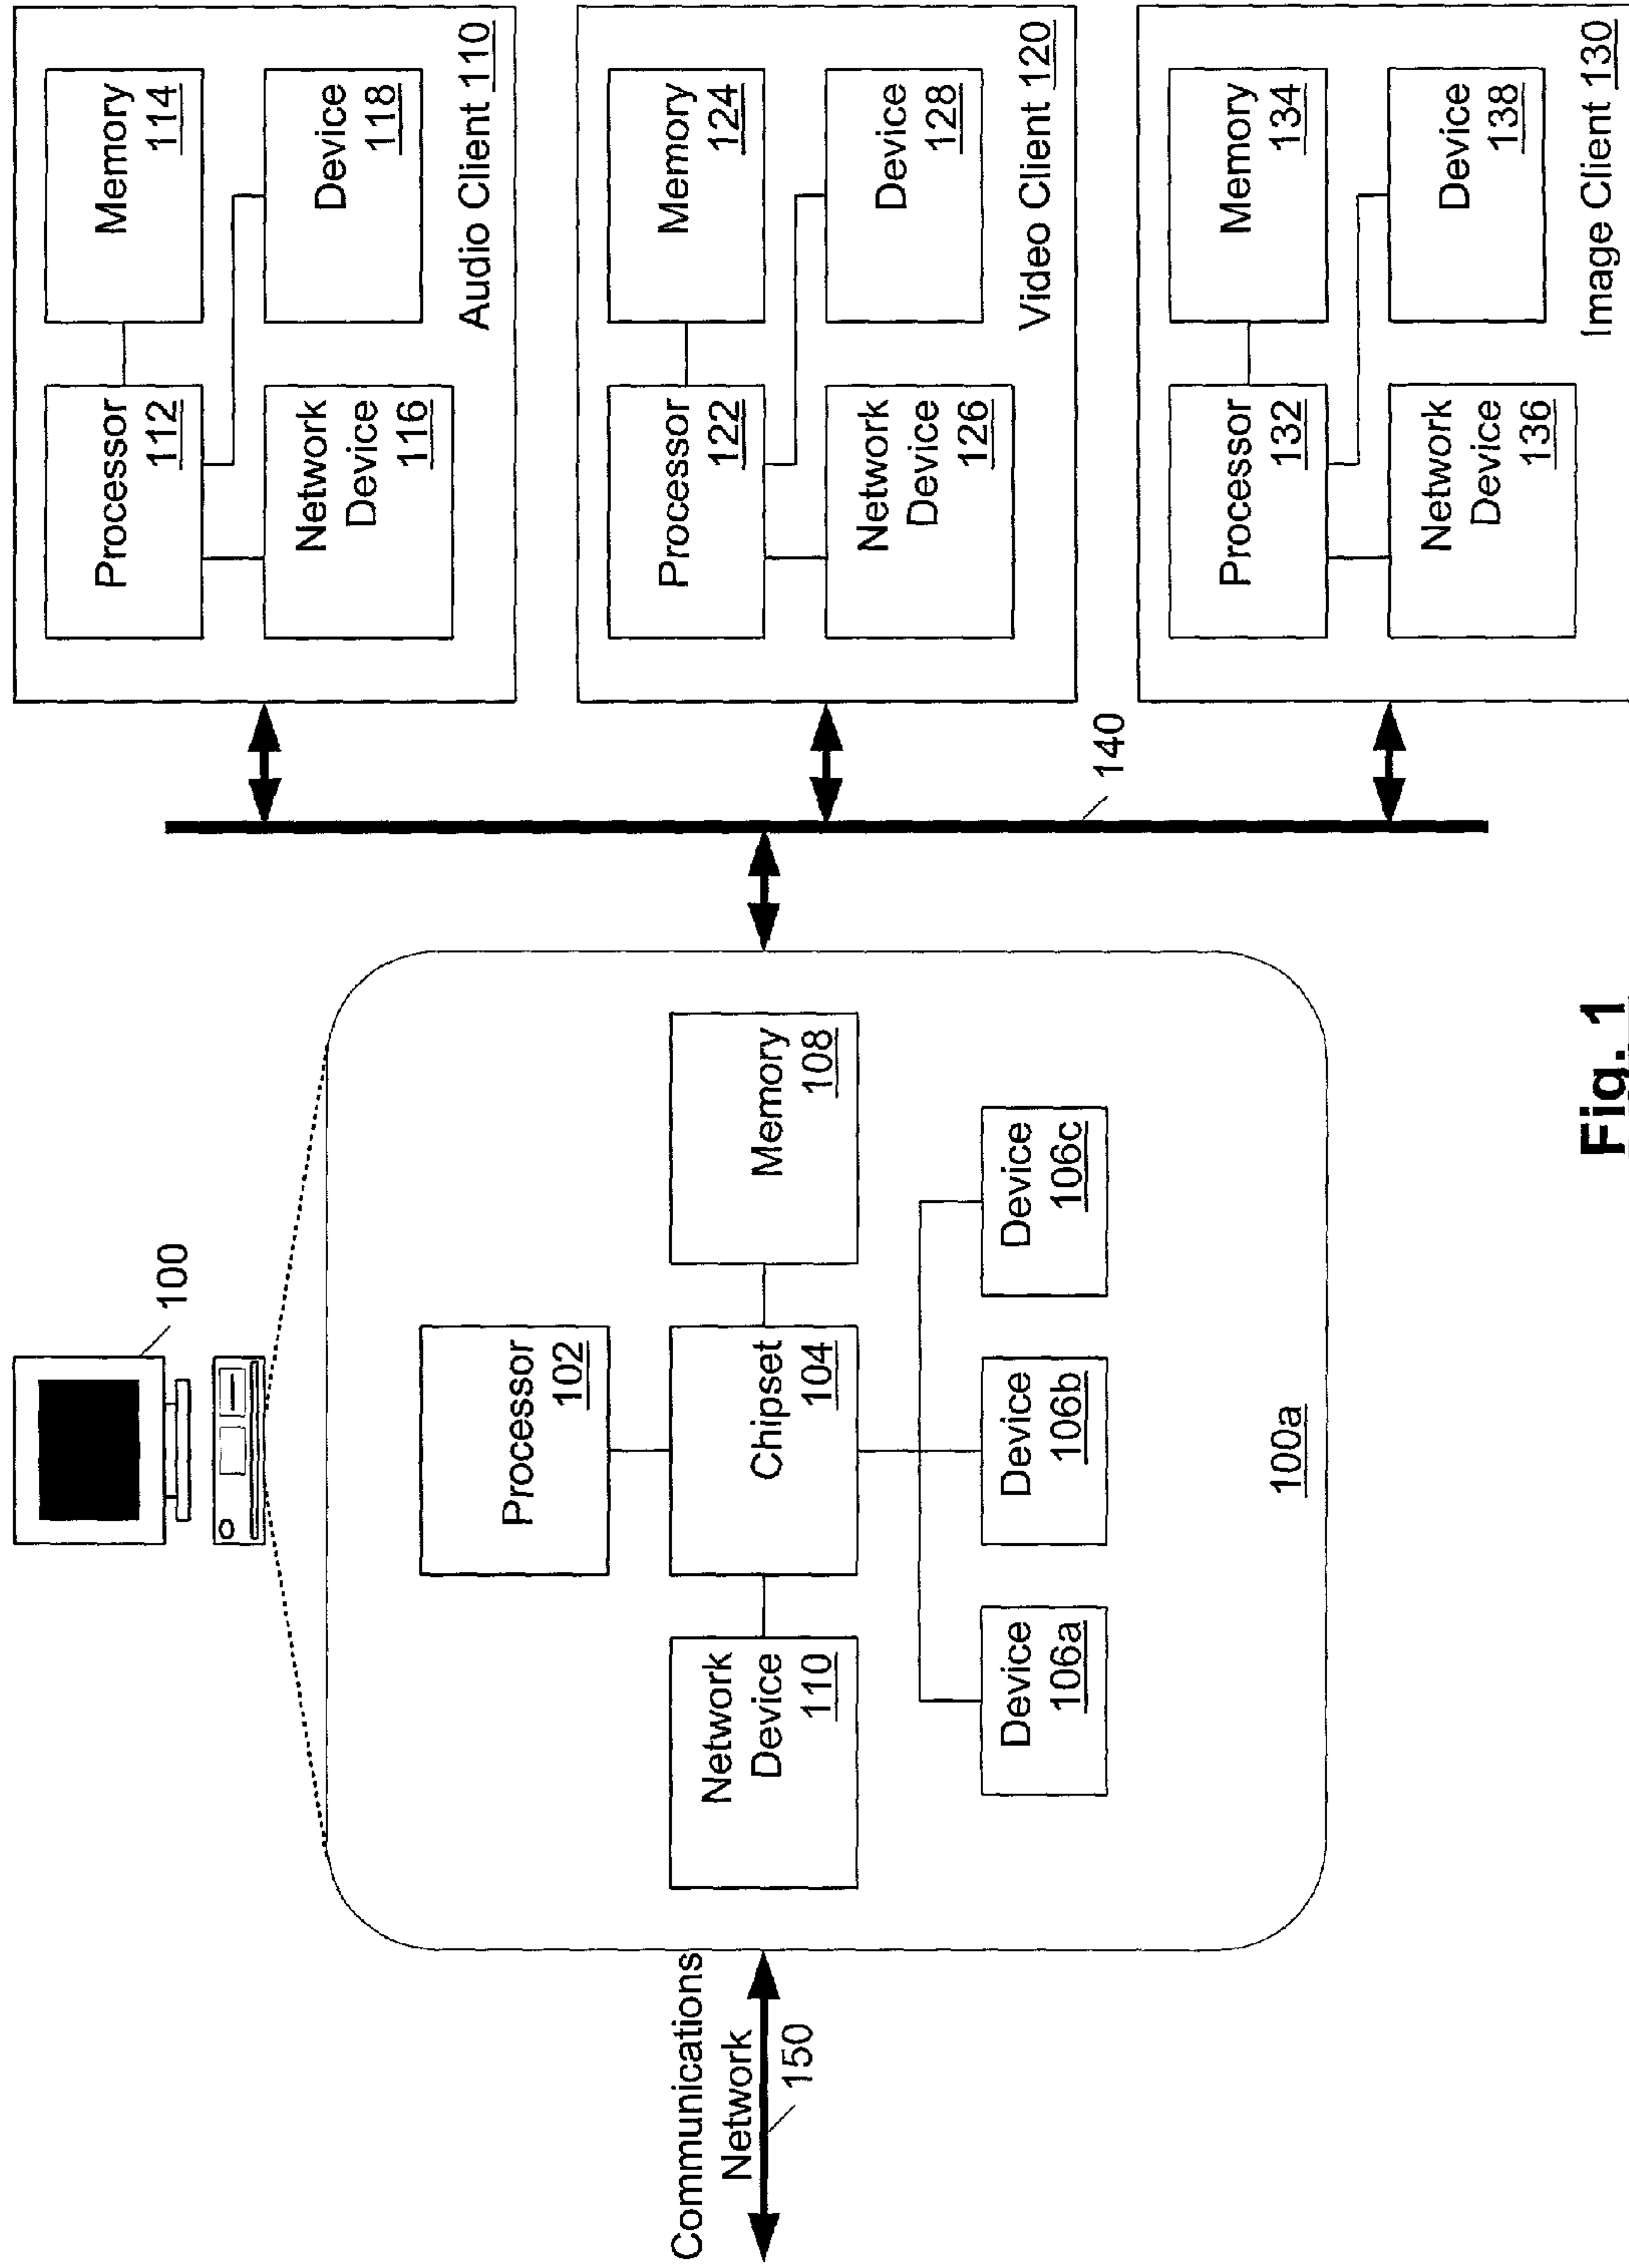 100
Communications
Network
150
Processor
102
Network
Device
110
Chipset
104
Memory
108
Device
106a
Device
106b
Device
106c
100a
140
Processor
112
Memory
114
Network
Device
116
Device
118
Audio Client 110
Processor
122
Memory
124
Network
Device
126
Device
128
Video Client 120
Processor
132
Memory
134
Network
Device
136
Device
138
Image Client 130
Fig. 1